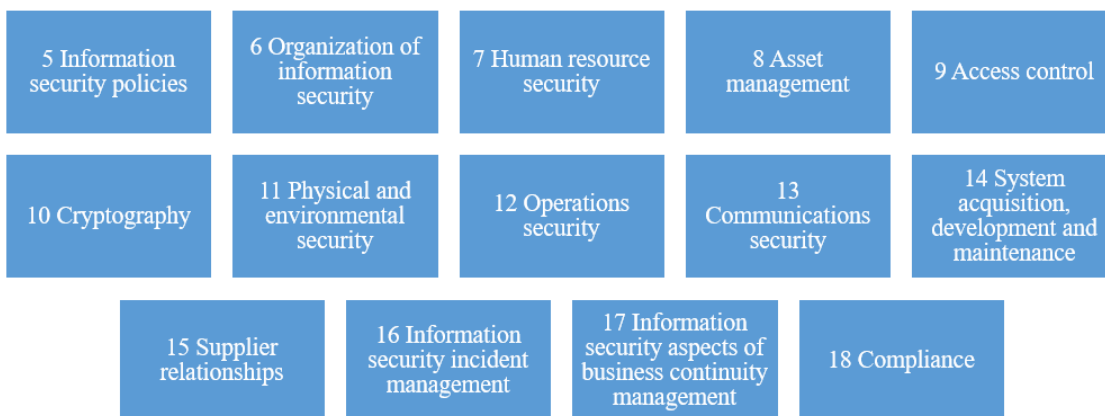 5 Information
security policies
6 Organization of
information
security
7 Human resource
security
8 Asset
management
9 Access control
10 Cryptography
11 Physical and
environmental
security
12 Operations
security
13
Communications
security
14 System
acquisition,
development and
maintenance
15 Supplier
relationships
16 Information
security incident
management
17 Information
security aspects of
business continuity
management
18 Compliance